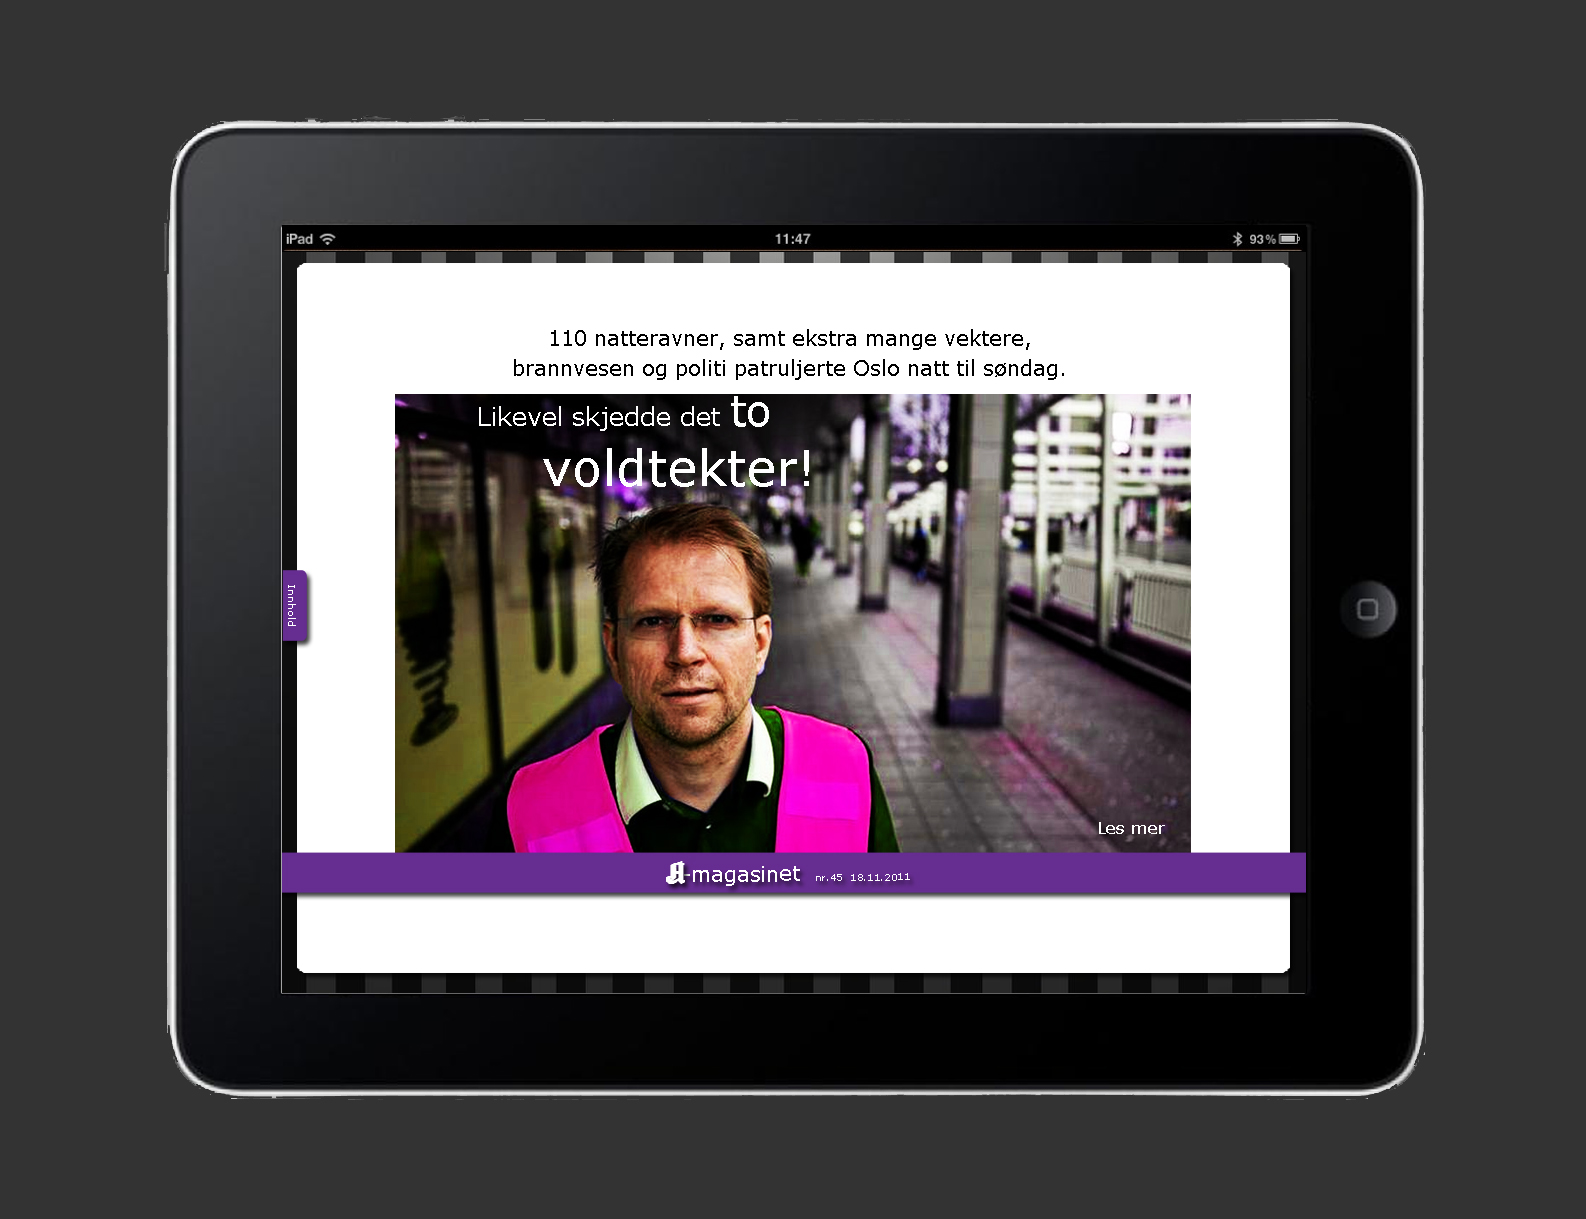 iPad 11:47 93%
110 natteravner, samt ekstra mange vektere,
brannvesen og politi patruljerte Oslo natt til søndag.
Likevel skjedde det to
voldtekter!
Innhold
Les mer
A-magasinet nr.45 18.11.2011